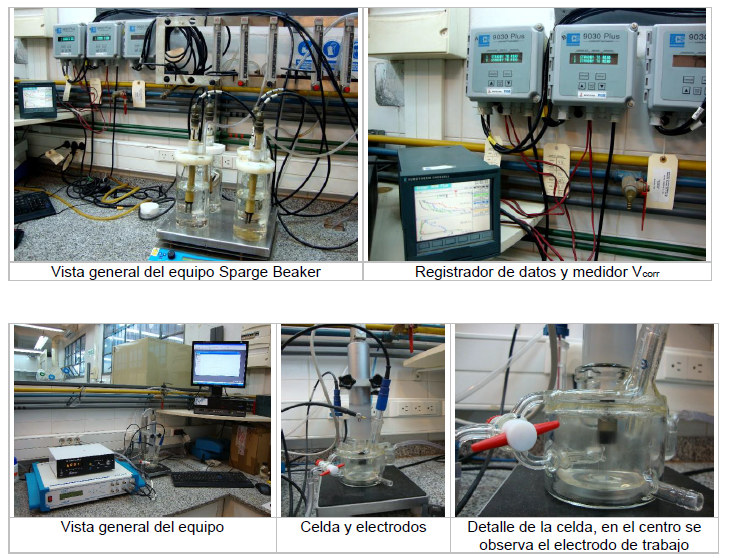 9030 Plus
9030 Plus
Vista general del equipo Sparge Beaker
Registrador de datos y medidor Vcorr
Vista general del equipo
Celda y electrodos
Detalle de la celda, en el centro se
observa el electrodo de trabajo